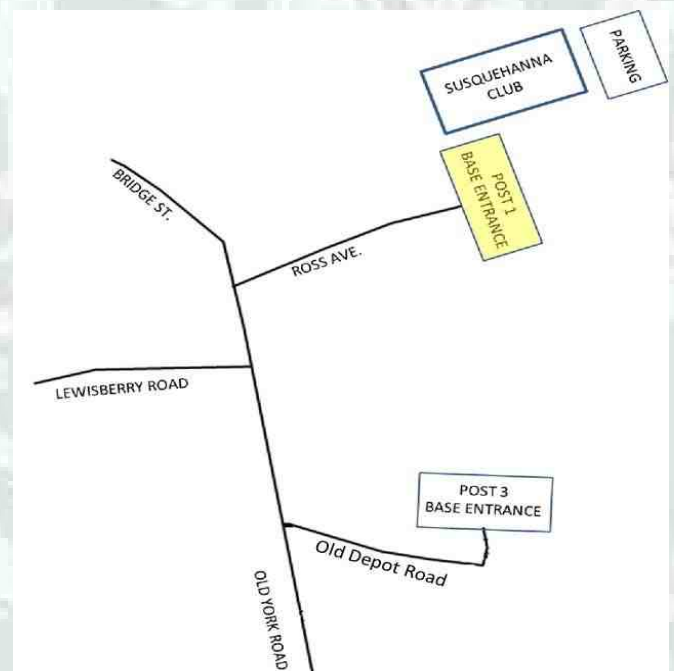 SUSQUEHANNA
CLUB
PARKING
POST 1
BASE ENTRANCE
BRIDGE ST.
ROSS AVE.
LEWISBERRY ROAD
POST 3
BASE ENTRANCE
Old Depot Road
OLD YORK ROAD